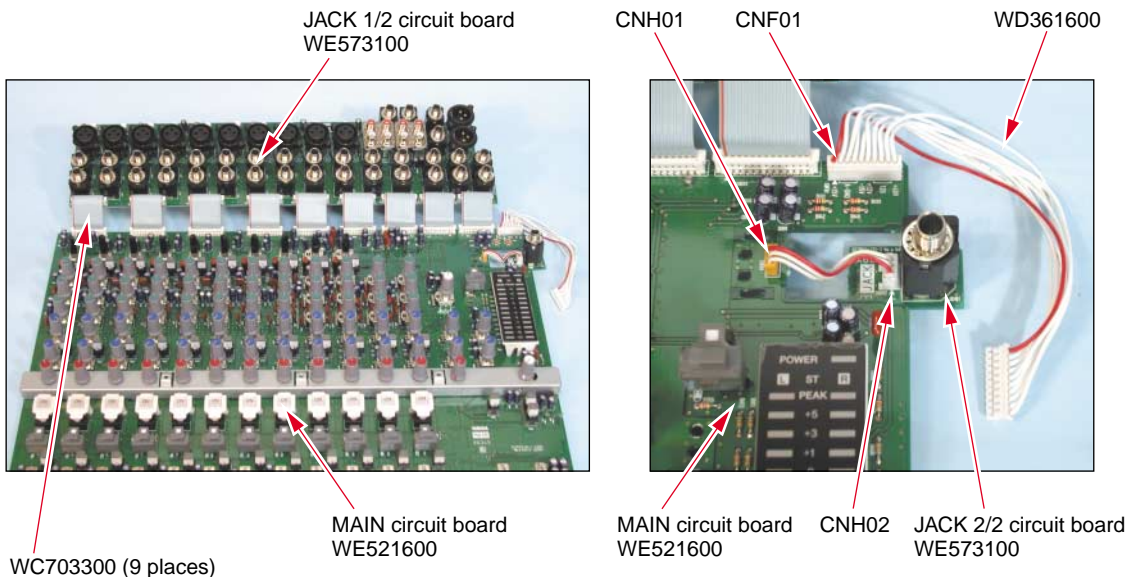 JACK 1/2 circuit board
WE573100
CNH01
CNF01
WD361600
JACK
POWER
L ST R
PEAK
+5
+3
+1
MAIN circuit board
WE521600
WC703300 (9 places)
MAIN circuit board
WE521600
CNH02
JACK 2/2 circuit board
WE573100